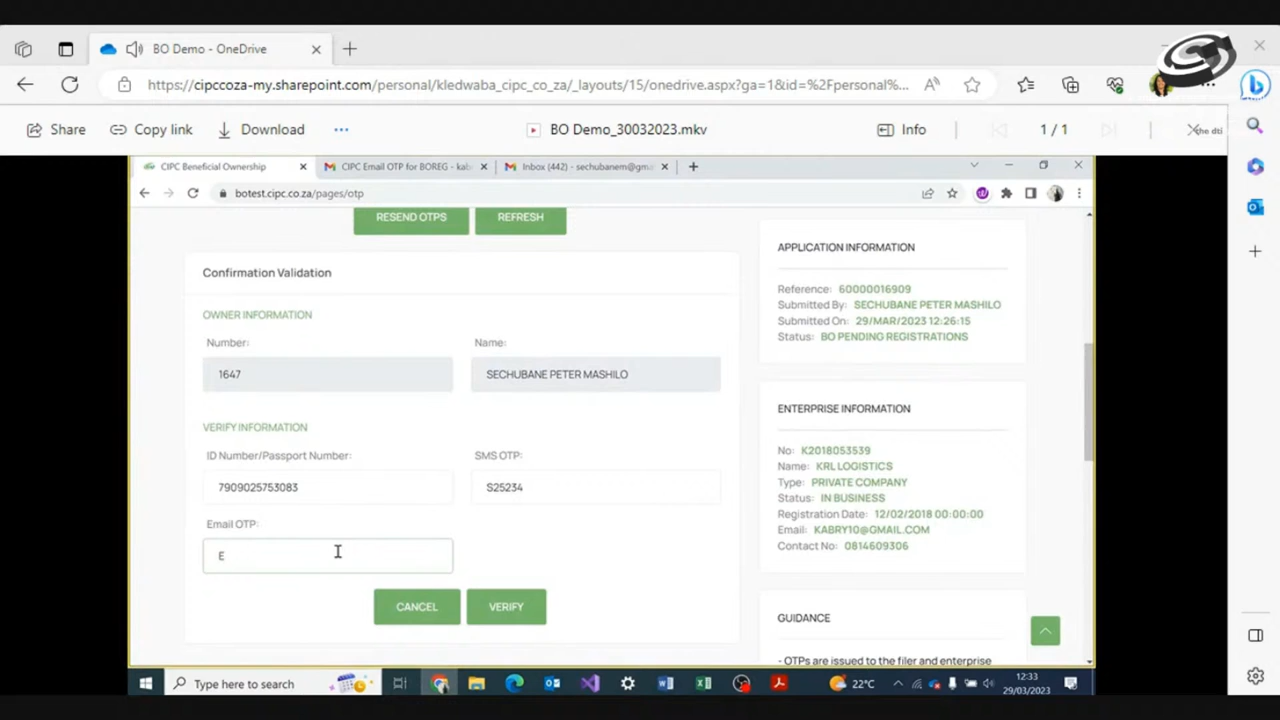 BO Demo - OneDrive
https://cipccoza-my.sharepoint.com/personal/kledwaba_cipc_co_za/_layouts/15/onedrive.aspx?ga=1&id=%2Fpersonal%2...
Share Copy link Download ... BO Demo_30032023.mkv Info 1 / 1 the dti
CIPC Beneficial Ownership CIPC Email OTP for BOREG - kab Inbox (442) - sechubanem@gma
botest.cipc.co.za/pages/otp
RESEND OTPS REFRESH
Confirmation Validation
OWNER INFORMATION
Number: Name:
1647 SECHUBANE PETER MASHILO
VERIFY INFORMATION
ID Number/Passport Number: SMS OTP:
7909025753083 S25234
Email OTP:
E
CANCEL VERIFY
APPLICATION INFORMATION
Reference: 60000016909
Submitted By: SECHUBANE PETER MASHILO
Submitted On: 29/MAR/2023 12:26:15
Status: BO PENDING REGISTRATIONS
ENTERPRISE INFORMATION
No: K2018053539
Name: KRL LOGISTICS
Type: PRIVATE COMPANY
Status: IN BUSINESS
Registration Date: 12/02/2018 00:00:00
Email: KABRY10@GMAIL.COM
Contact No: 0814609306
GUIDANCE
- OTPs are issued to the filer and enterprise
Type here to search 22°C 12:33
29/03/2023